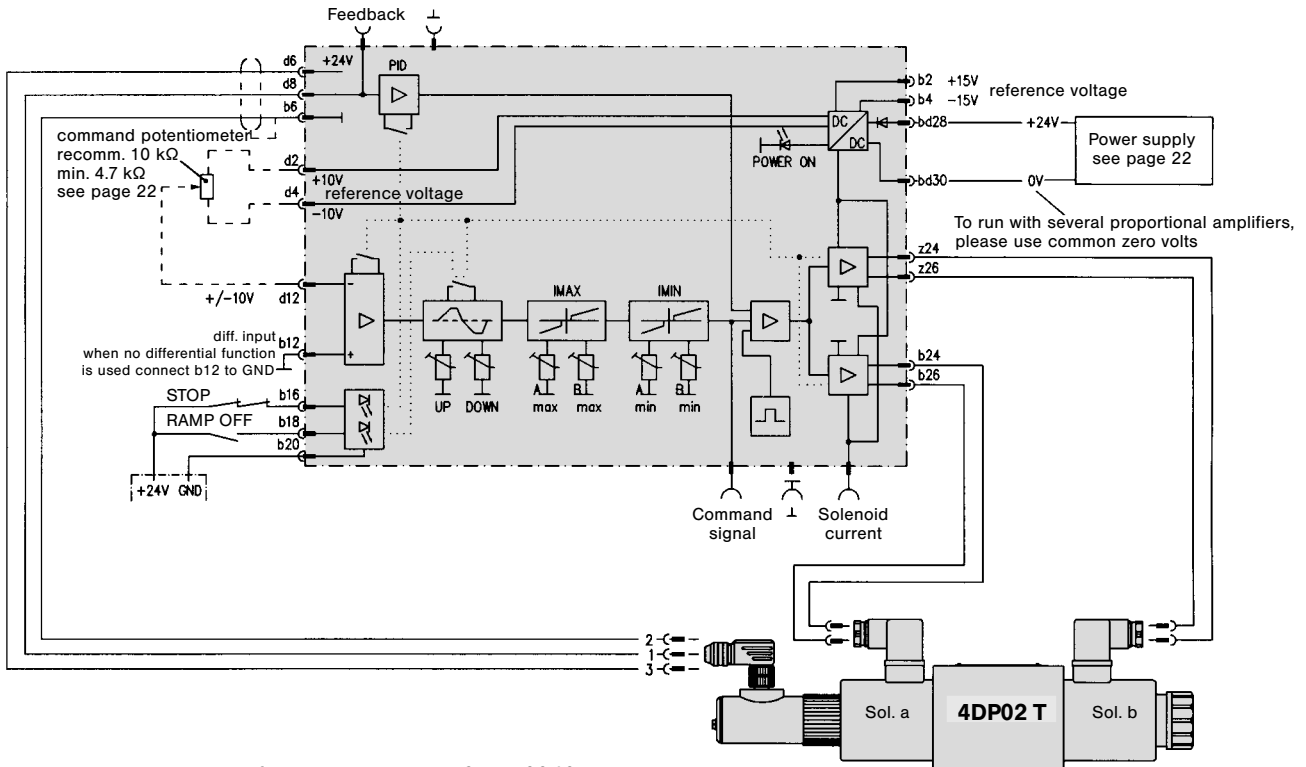 Feedback
d6 +24V
d8
b6
PID
b2 +15V
b4 -15V
reference voltage
bd28 +24V
Power supply
see page 22
bd30 0V
DC
DC
POWER ON
command potentiometer
recomm. 10 kΩ
min. 4.7 kΩ
see page 22
d2
+10V
d4 reference voltage
-10V
To run with several proportional amplifiers,
please use common zero volts
z24
z26
+/-10V d12
-
diff. input
b12
when no differential function
is used connect b12 to GND
+
IMAX
IMIN
UP DOWN
A max
B max
A min
B min
b24
b26
STOP b16
RAMP OFF b18
b20
+24V GND
Command
signal
Solenoid
current
2
1
3
Sol. a
4DP02 T
Sol. b